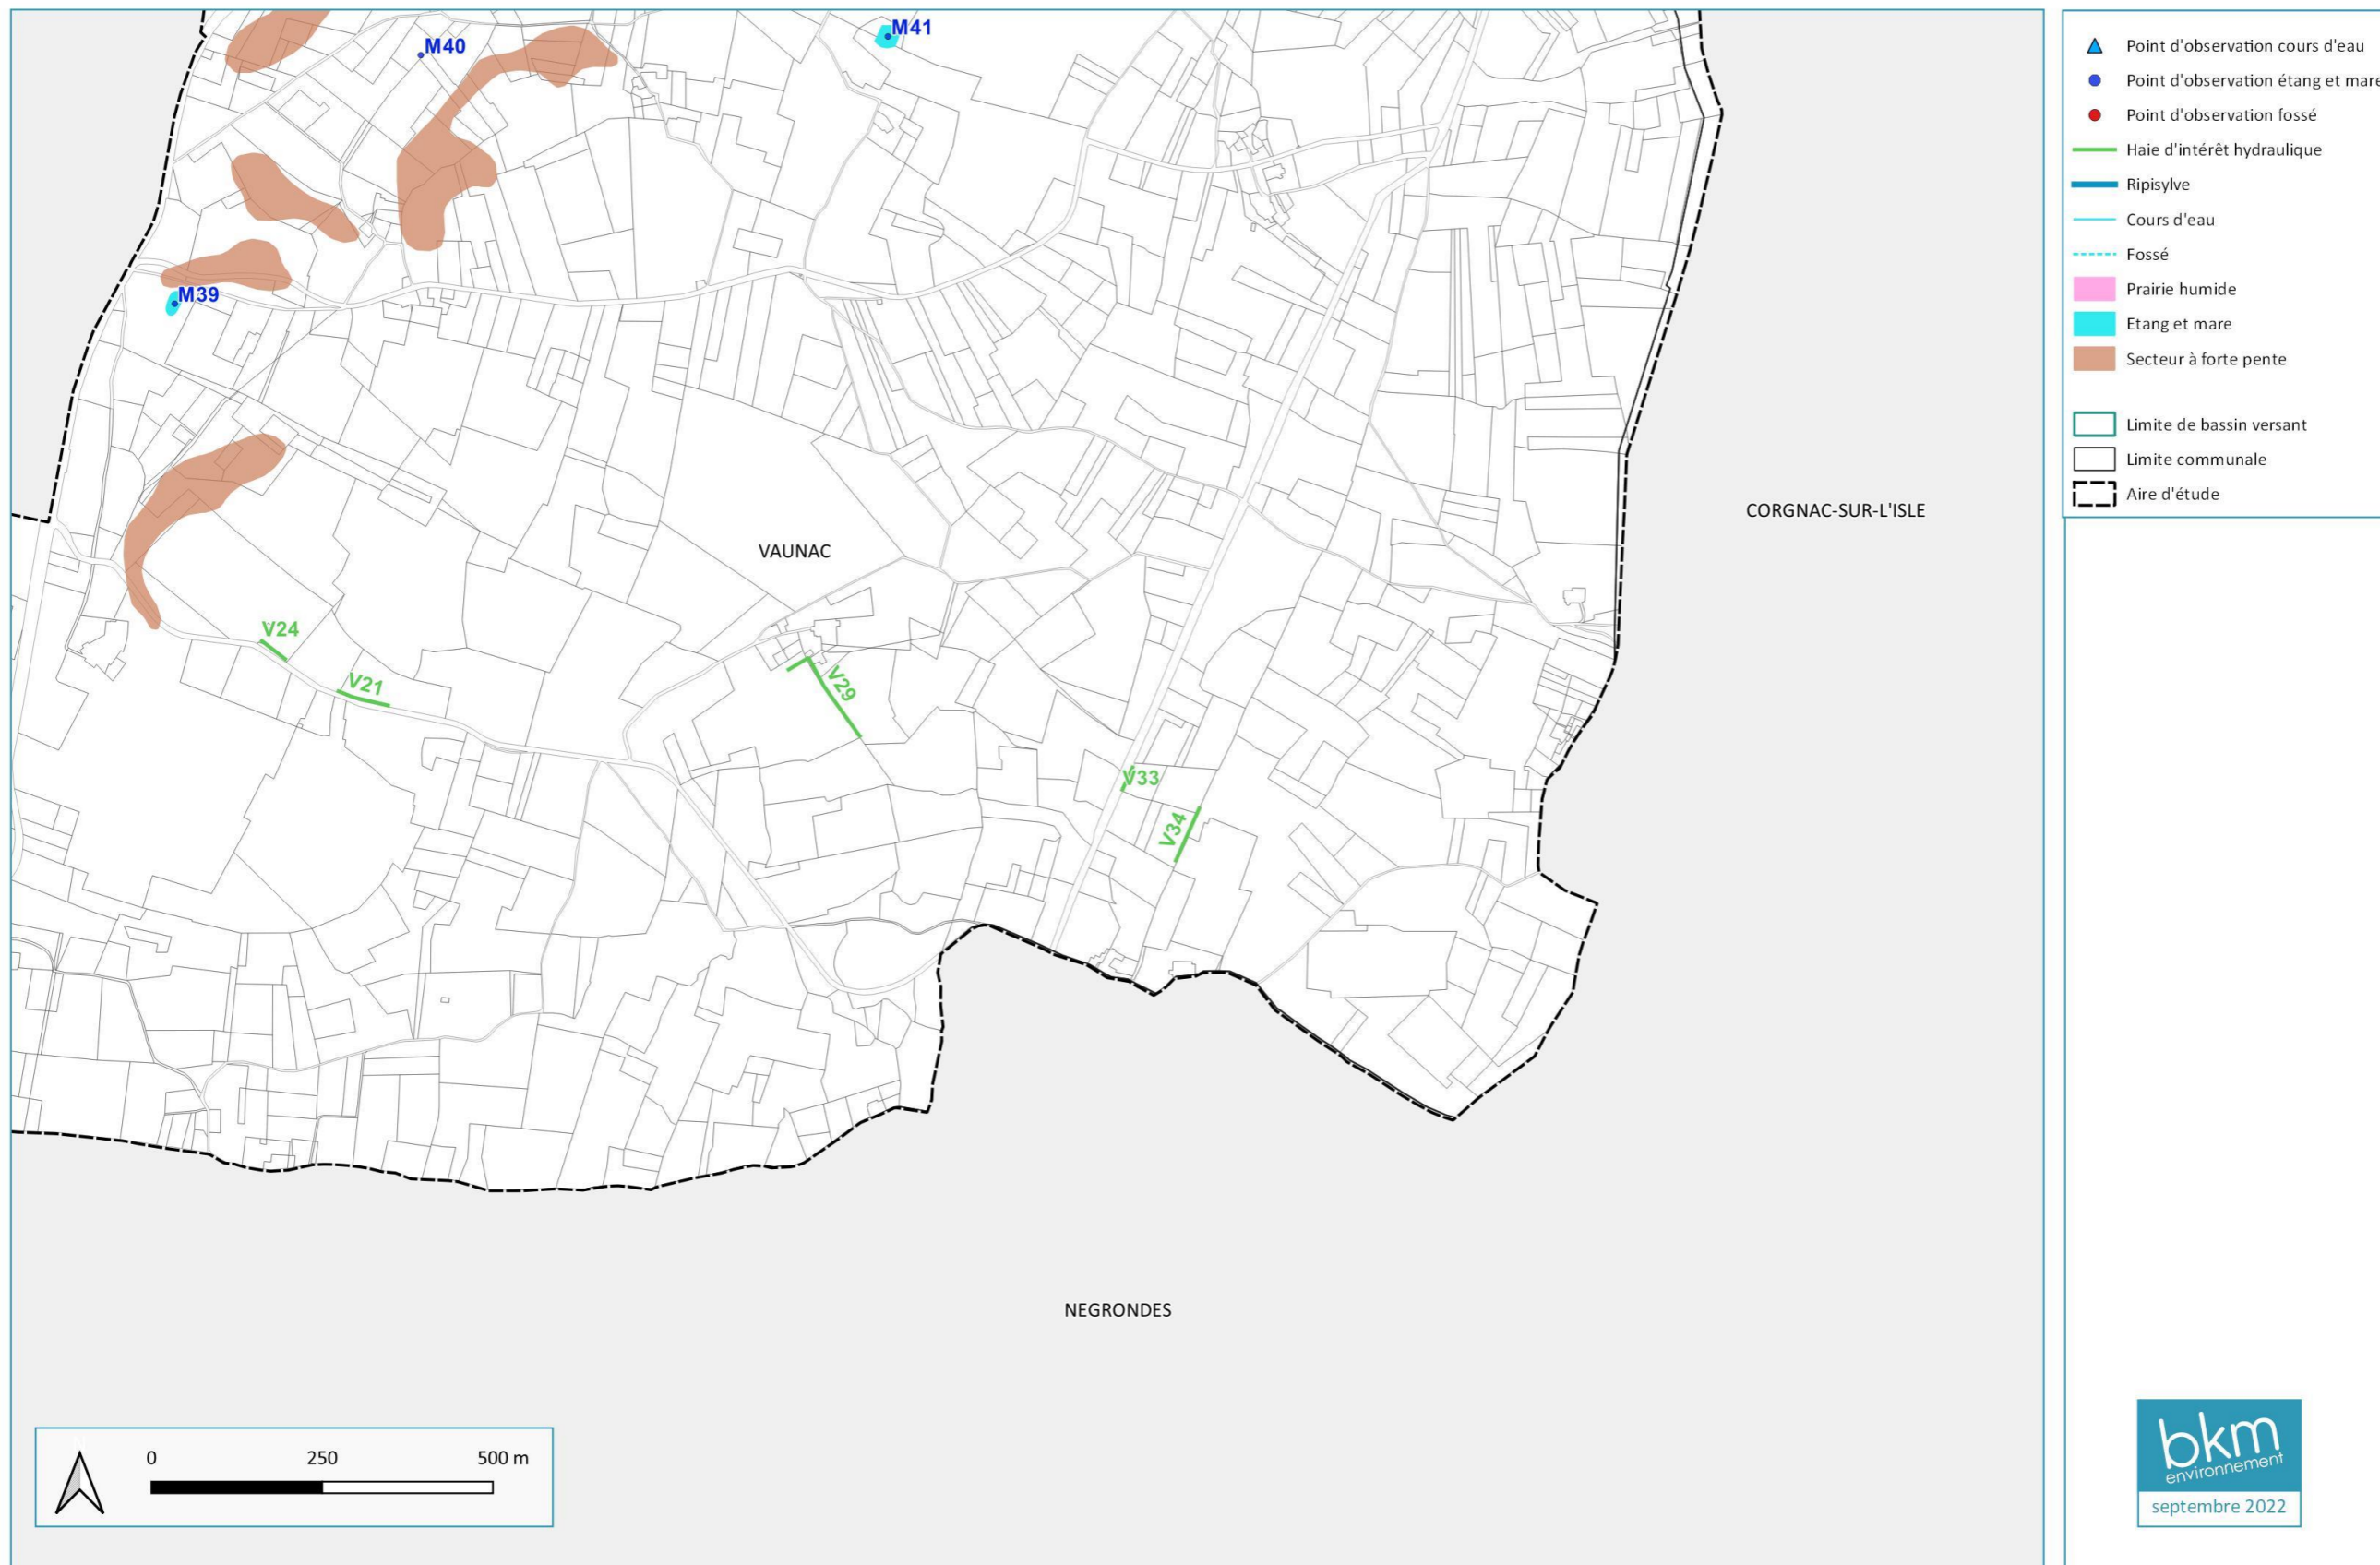 M40
M41
M39
VAUNAC
CORGNAC-SUR-L'ISLE
V24
V21
V29
V33
V34
NEGRONDES
0 250 500 m
Point d'observation cours d'eau
Point d'observation étang et mare
Point d'observation fossé
Haie d'intérêt hydraulique
Ripisylve
Cours d'eau
Fossé
Prairie humide
Etang et mare
Secteur à forte pente
Limite de bassin versant
Limite communale
Aire d'étude
bkm
environnement
septembre 2022